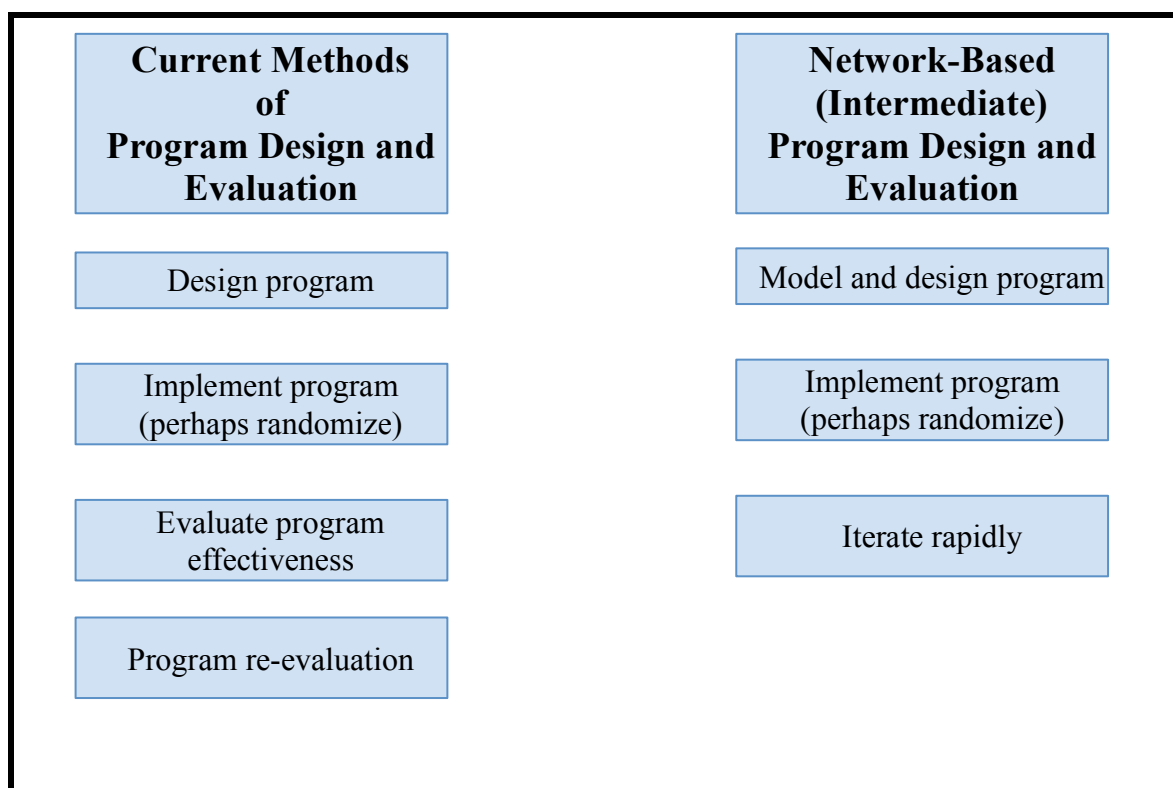 Current Methods
of
Program Design and
Evaluation
Design program
Implement program
(perhaps randomize)
Evaluate program
effectiveness
Program re-evaluation
Network-Based
(Intermediate)
Program Design and
Evaluation
Model and design program
Implement program
(perhaps randomize)
Iterate rapidly